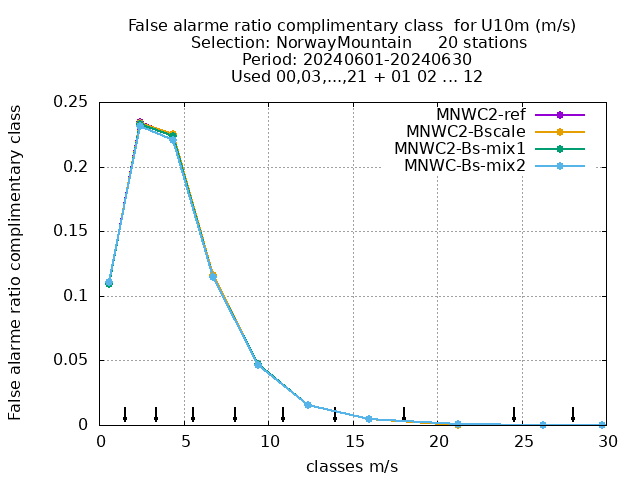 False alarme ratio complimentary class  for U10m (m/s)
Selection: NorwayMountain     20 stations
Period: 20240601-20240630
Used 00,03,...,21 + 01 02 ... 12
False alarme ratio complimentary class
0.25
0.2
0.15
0.1
0.05
0
MNWC2-ref
MNWC2-Bscale
MNWC2-Bs-mix1
MNWC-Bs-mix2
0 5 10 15 20 25 30
classes m/s